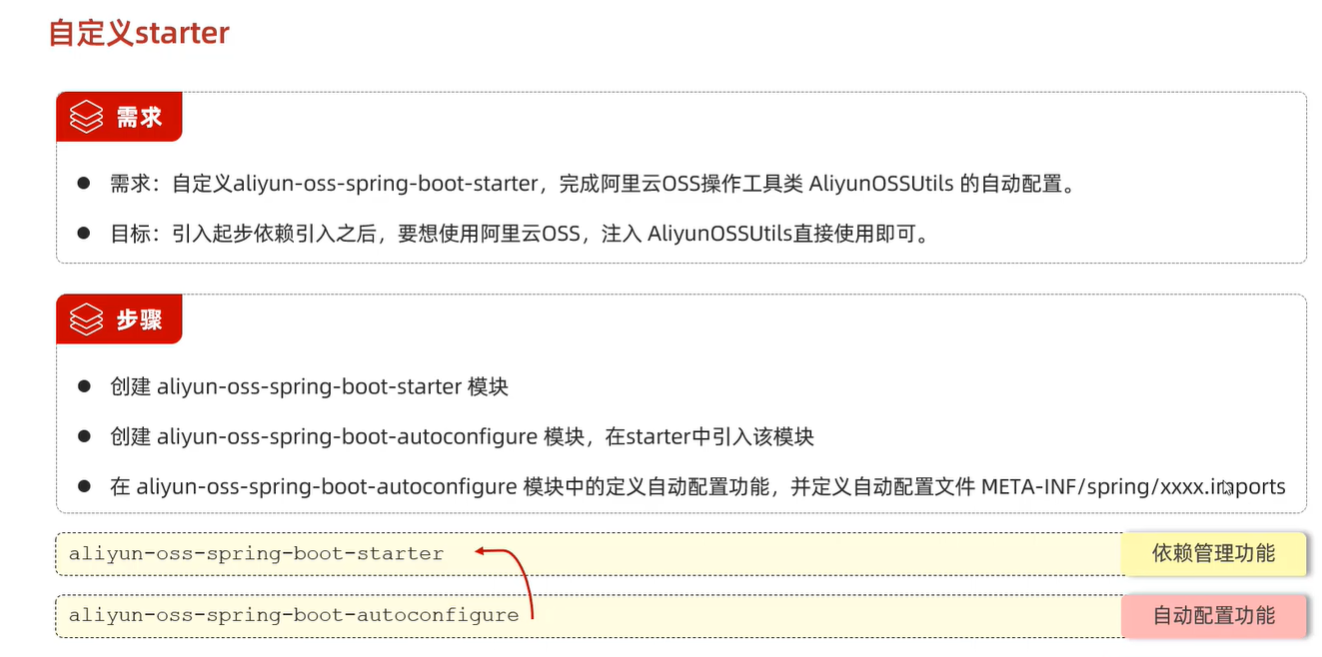 自定义starter
需求
需求：自定义aliyun-oss-spring-boot-starter，完成阿里云OSS操作工具类 AliyunOSSUtils 的自动配置。
目标：引入起步依赖引入之后，要想使用阿里云OSS，注入 AliyunOSSUtils直接使用即可。
步骤
创建 aliyun-oss-spring-boot-starter 模块
创建 aliyun-oss-spring-boot-autoconfigure 模块，在starter中引入该模块
在 aliyun-oss-spring-boot-autoconfigure 模块中的定义自动配置功能，并定义自动配置文件 META-INF/spring/xxxx.imports
aliyun-oss-spring-boot-starter 依赖管理功能
aliyun-oss-spring-boot-autoconfigure 自动配置功能